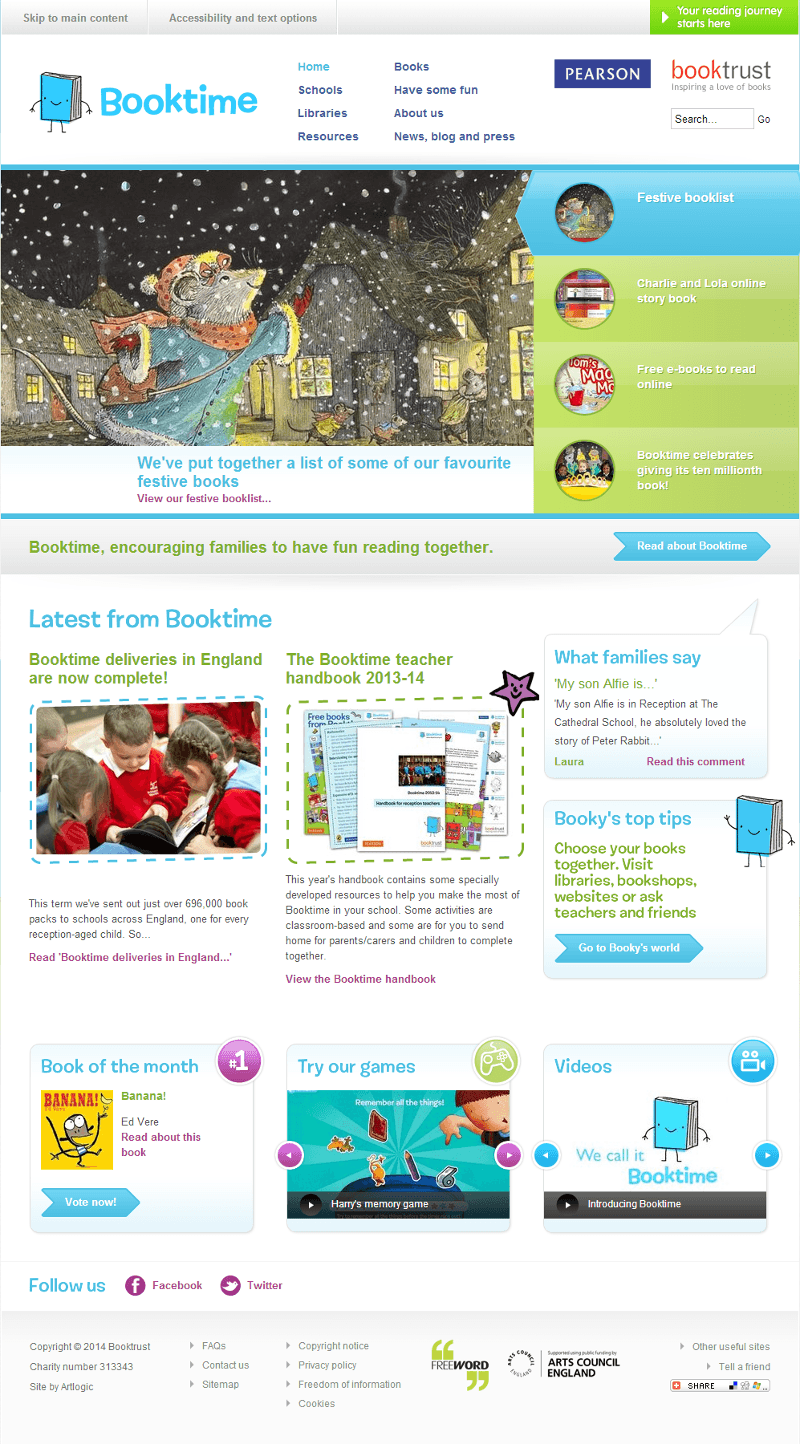 Skip to main content
Accessibility and text options
Your reading journey
starts here
Booktime
Home
Schools
Libraries
Resources
Books
Have some fun
About us
News, blog and press
PEARSON
booktrust
Inspiring a love of books
Search...
Go
Festive booklist
Charlie and Lola online
story book
Free e-books to read
online
Booktime celebrates
giving its ten millionth
book!
We've put together a list of some of our favourite
festive books
View our festive booklist...
Booktime, encouraging families to have fun reading together.
Read about Booktime
Latest from Booktime
Booktime deliveries in England
are now complete!
This term we've sent out just over 696,000 book
packs to schools across England, one for every
reception-aged child. So...
Read 'Booktime deliveries in England...'
The Booktime teacher
handbook 2013-14
Free books
Booktime 2013-14
Handbook for reception teachers
booktrust
This year's handbook contains some specially
developed resources to help you make the most of
Booktime in your school. Some activities are
classroom-based and some are for you to send
home for parents/carers and children to complete
together.
View the Booktime handbook
What families say
'My son Alfie is...'
'My son Alfie is in Reception at The
Cathedral School, he absolutely loved the
story of Peter Rabbit...'
Laura
Read this comment
Booky's top tips
Choose your books
together. Visit
libraries, bookshops,
websites or ask
teachers and friends
Go to Booky's world
Book of the month
#1
BANANA!
Ed Vere
Banana!
Ed Vere
Read about this
book
Vote now!
Try our games
Remember all the things!
Harry's memory game
Videos
We call it
Booktime
Introducing Booktime
Follow us
Facebook
Twitter
Copyright © 2014 Booktrust
Charity number 313343
Site by Artlogic
FAQs
Contact us
Sitemap
Copyright notice
Privacy policy
Freedom of information
Cookies
FREEWORD
ARTS COUNCIL
ENGLAND
Supported using public funding by
ARTS COUNCIL
ENGLAND
Other useful sites
Tell a friend
SHARE